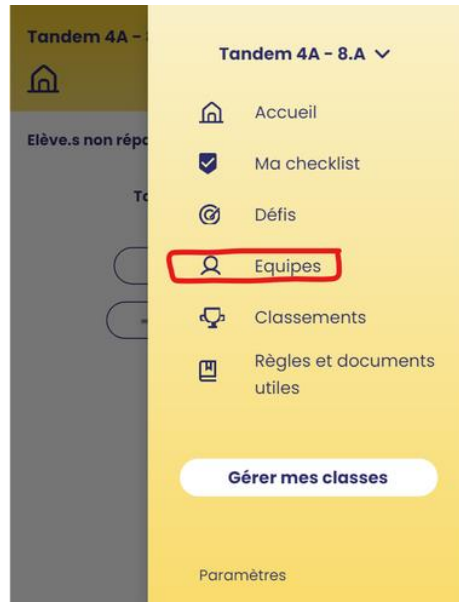 Tandem 4A -
Elève.s non répa
Tandem 4A - 8.A
Accueil
Ma checklist
Défis
Equipes
Classements
Règles et documents
utiles
Gérer mes classes
Paramètres